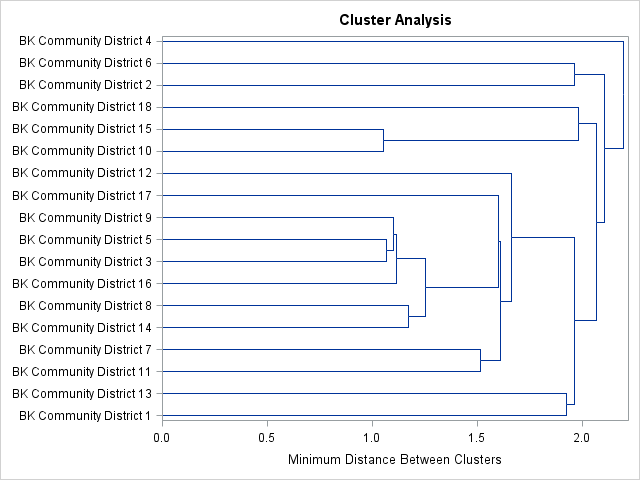 Cluster Analysis
BK Community District 4
BK Community District 6
BK Community District 2
BK Community District 18
BK Community District 15
BK Community District 10
BK Community District 12
BK Community District 17
BK Community District 9
BK Community District 5
BK Community District 3
BK Community District 16
BK Community District 8
BK Community District 14
BK Community District 7
BK Community District 11
BK Community District 13
BK Community District 1
0.0 0.5 1.0 1.5 2.0
Minimum Distance Between Clusters